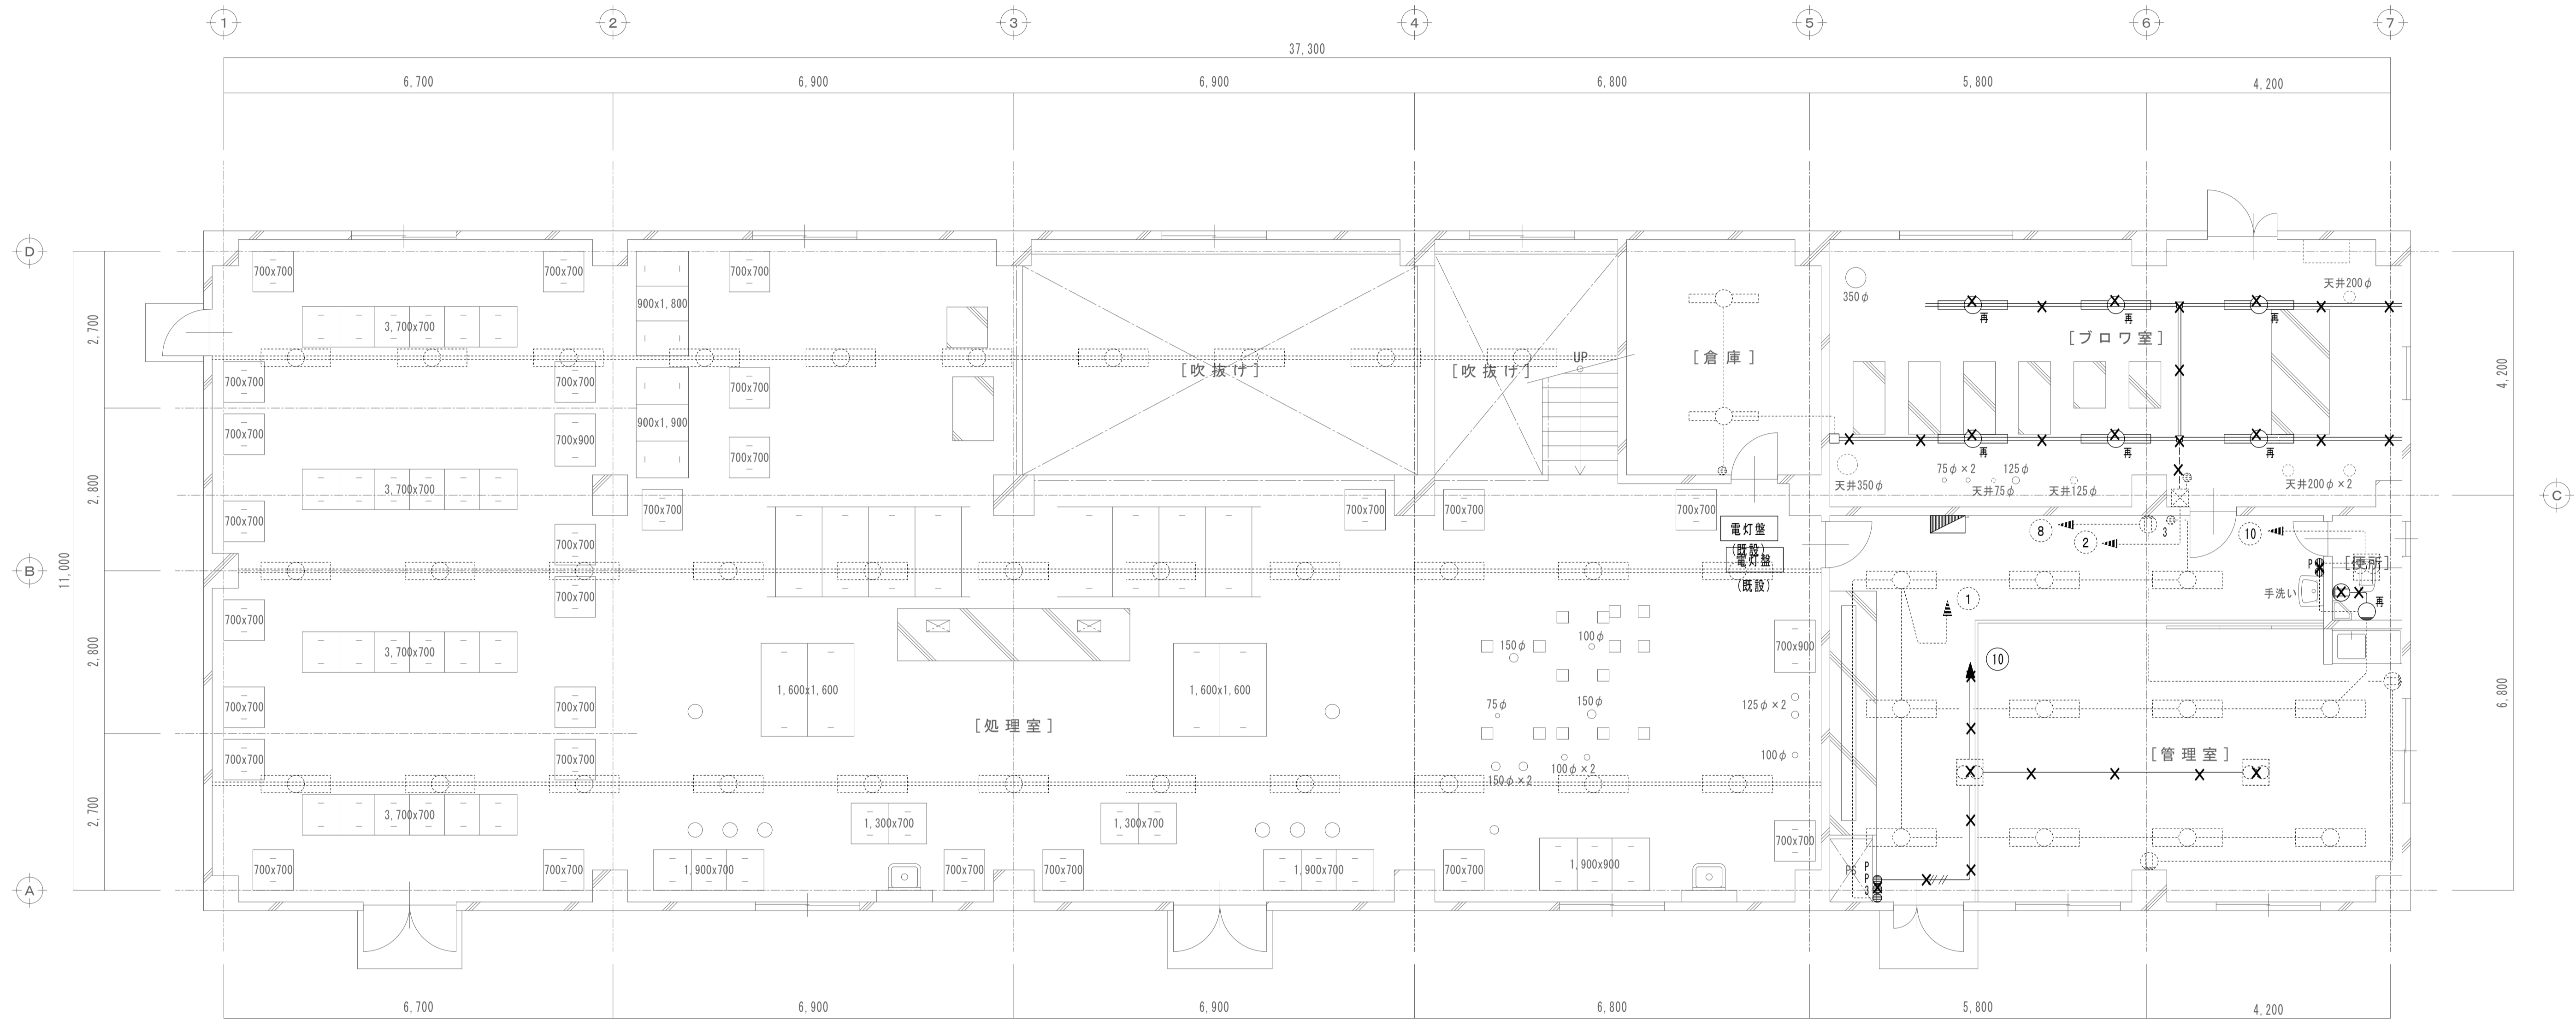 1
2
3
4
5
6
7
37,300
6,700
6,900
6,900
6,800
5,800
4,200
D
700x700
700x700
900x1,800
700x700
350φ
天井200φ
再
再
再
2,700
3,700x700
[ブロワ室]
[吹抜け]
[吹抜け]
UP
[倉庫]
4,200
700x700
700x700
700x700
900x1,900
700x700
700x900
700x700
再
再
再
75φ×2
125φ
天井350φ
天井75φ
天井125φ
天井200φ×2
2,800
3,700x700
C
700x700
700x700
700x700
700x700
700x700
電灯盤
(既設)
電灯盤
(既設)
8
2
3
10
700x700
B
11,000
P
[便所]
700x700
1
手洗い
再
700x700
2,800
3,700x700
150φ
100φ
700x900
10
1,600x1,600
1,600x1,600
6,800
700x700
700x700
75φ
150φ
125φ×2
[処理室]
[管理室]
700x700
700x700
100φ
150φ×2
100φ×2
2,700
3,700x700
1,300x700
1,300x700
700x700
700x700
700x700
1,900x700
700x700
700x700
1,900x700
700x700
1,900x900
PS
P
P
3
A
6,700
6,900
6,900
6,800
5,800
4,200